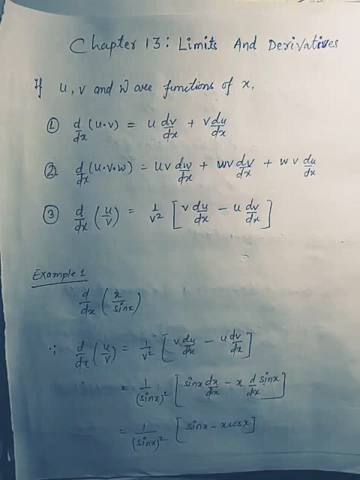 Chapter 13: Limits And Derivatives
If u, v and w are functions of x,
① d/dx (u·v) = u dv/dx + v du/dx
② d/dx (u·v·w) = uv dw/dx + uw dv/dx + wv du/dx
③ d/dx (u/v) = 1/v² [v du/dx - u dv/dx]
Example 1
d/dx (x/sinx)
∵ d/dx (u/v) = 1/v² [v du/dx - u dv/dx]
= 1/(sinx)² [sinx dx/dx - x d sinx/dx]
= 1/(sinx)² [sinx - xcosx]